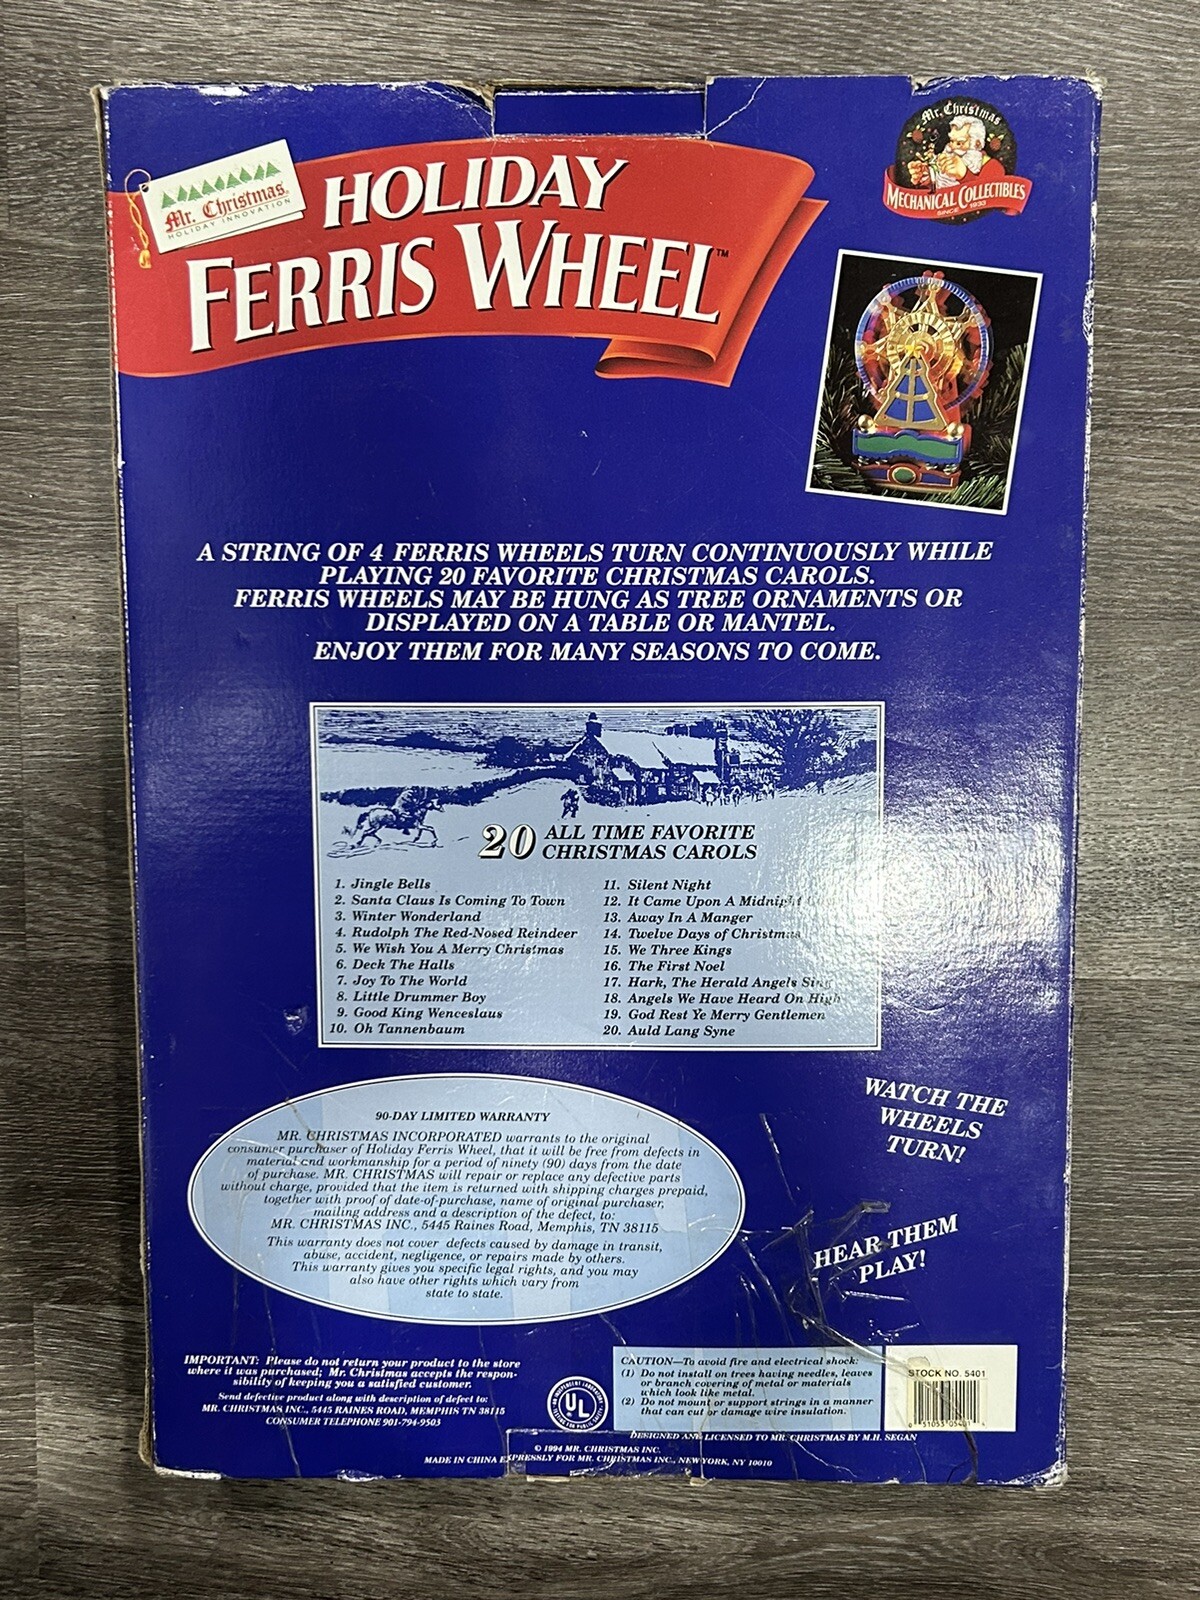 Mr. Christmas®
HOLIDAY INNOVATION
HOLIDAY
FERRIS WHEEL™
Mr. Christmas
MECHANICAL COLLECTIBLES
SINCE 1933
A STRING OF 4 FERRIS WHEELS TURN CONTINUOUSLY WHILE
PLAYING 20 FAVORITE CHRISTMAS CAROLS.
FERRIS WHEELS MAY BE HUNG AS TREE ORNAMENTS OR
DISPLAYED ON A TABLE OR MANTEL.
ENJOY THEM FOR MANY SEASONS TO COME.
20 ALL TIME FAVORITE
CHRISTMAS CAROLS
1. Jingle Bells
2. Santa Claus Is Coming To Town
3. Winter Wonderland
4. Rudolph The Red-Nosed Reindeer
5. We Wish You A Merry Christmas
6. Deck The Halls
7. Joy To The World
8. Little Drummer Boy
9. Good King Wenceslaus
10. Oh Tannenbaum
11. Silent Night
12. It Came Upon A Midnight
13. Away In A Manger
14. Twelve Days of Christmas
15. We Three Kings
16. The First Noel
17. Hark, The Herald Angels Sing
18. Angels We Have Heard On High
19. God Rest Ye Merry Gentlemen
20. Auld Lang Syne
90-DAY LIMITED WARRANTY
MR. CHRISTMAS INCORPORATED warrants to the original
consumer purchaser of Holiday Ferris Wheel, that it will be free from defects in
material and workmanship for a period of ninety (90) days from the date
of purchase. MR. CHRISTMAS will repair or replace any defective parts
without charge, provided that the item is returned with shipping charges prepaid,
together with proof of date-of-purchase, name of original purchaser,
mailing address and a description of the defect, to:
MR. CHRISTMAS INC., 5445 Raines Road, Memphis, TN 38115
This warranty does not cover defects caused by damage in transit,
abuse, accident, negligence, or repairs made by others.
This warranty gives you specific legal rights, and you may
also have other rights which vary from
state to state.
WATCH THE
WHEELS
TURN!
HEAR THEM
PLAY!
IMPORTANT: Please do not return your product to the store
where it was purchased; Mr. Christmas accepts the respon-
sibility of keeping you a satisfied customer.
Send defective product along with description of defect to:
MR. CHRISTMAS INC., 5445 RAINES ROAD, MEMPHIS TN 38115
CONSUMER TELEPHONE 901-794-9503
UL
CAUTION—To avoid fire and electrical shock:
(1) Do not install on trees having needles, leaves
or branch covering of metal or materials
which look like metal.
(2) Do not mount or support strings in a manner
that can cut or damage wire insulation.
STOCK NO. 5401
DESIGNED AND LICENSED TO MR. CHRISTMAS BY M.H. SEGAN
© 1994 MR. CHRISTMAS INC.
MADE IN CHINA EXPRESSLY FOR MR. CHRISTMAS INC., NEW YORK, NY 10010